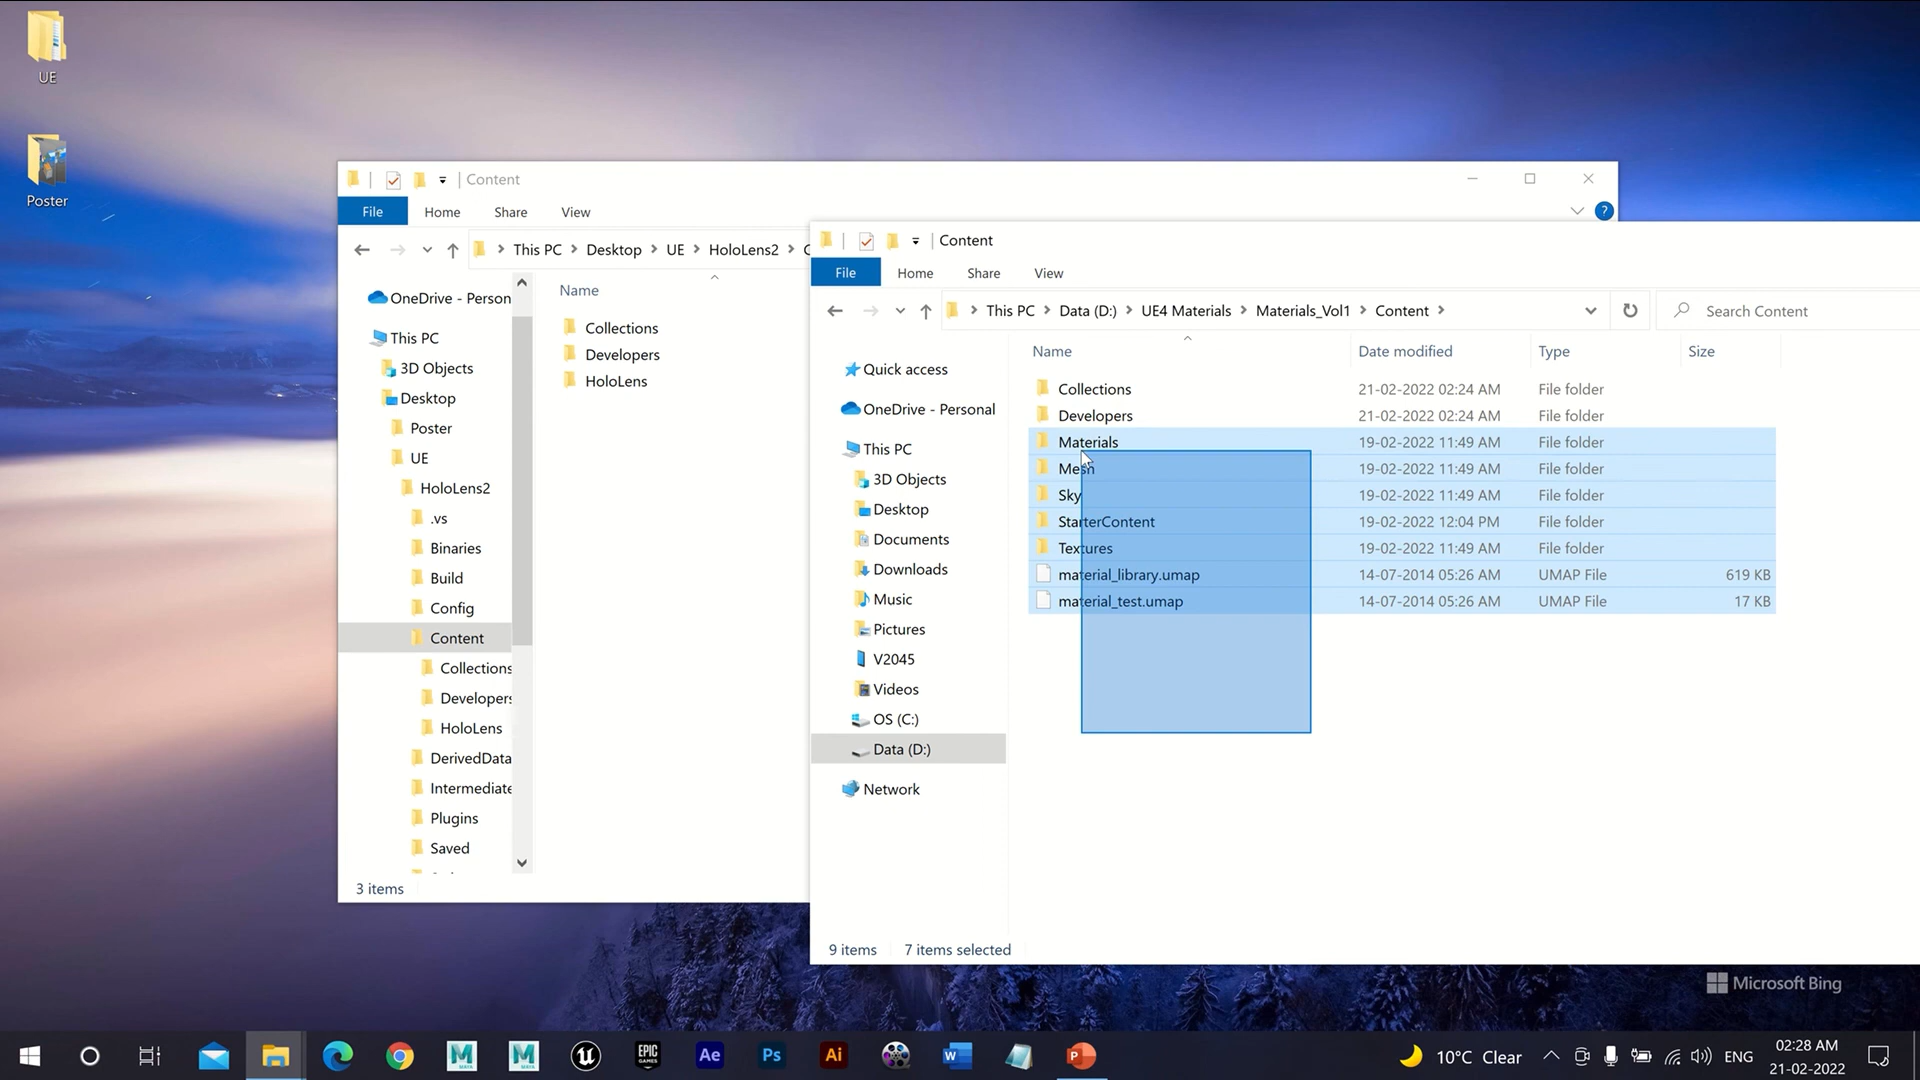 UE
Poster
Content
File
Home
Share
View
?
This PC
Desktop
UE
HoloLens2
OneDrive - Person
This PC
3D Objects
Desktop
Poster
UE
HoloLens2
.vs
Binaries
Build
Config
Content
Collections
Developers
HoloLens
DerivedData
Intermediate
Plugins
Saved
3 items
Name
Collections
Developers
HoloLens
Content
File
Home
Share
View
This PC
Data (D:)
UE4 Materials
Materials_Vol1
Content
Search Content
Quick access
OneDrive - Personal
This PC
3D Objects
Desktop
Documents
Downloads
Music
Pictures
V2045
Videos
OS (C:)
Data (D:)
Network
Name Date modified Type Size
Collections 21-02-2022 02:24 AM File folder
Developers 21-02-2022 02:24 AM File folder
Materials 19-02-2022 11:49 AM File folder
Mesh 19-02-2022 11:49 AM File folder
Sky 19-02-2022 11:49 AM File folder
StarterContent 19-02-2022 12:04 PM File folder
Textures 19-02-2022 11:49 AM File folder
material_library.umap 14-07-2014 05:26 AM UMAP File 619 KB
material_test.umap 14-07-2014 05:26 AM UMAP File 17 KB
9 items 7 items selected
Microsoft Bing
M
MAYA
M
MAYA
EPIC
GAMES
Ae
Ps
Ai
W
P
10°C Clear
ENG
02:28 AM
21-02-2022